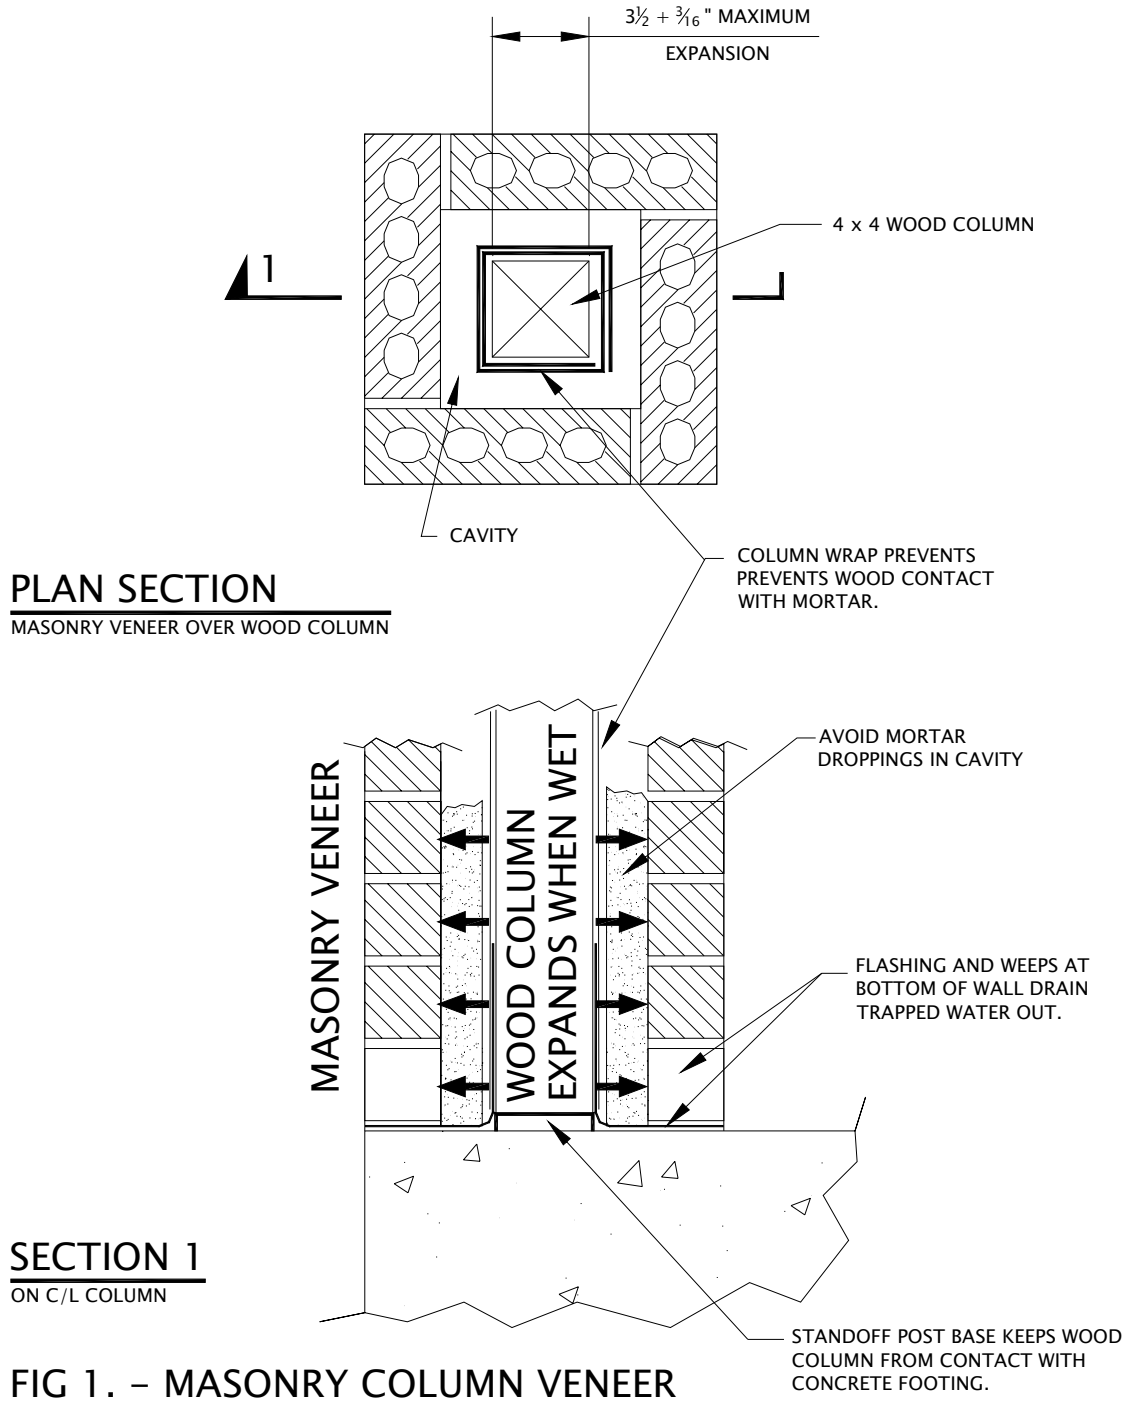 3½ + 3⁄16 " MAXIMUM
EXPANSION
4 x 4 WOOD COLUMN
1
CAVITY
COLUMN WRAP PREVENTS
PREVENTS WOOD CONTACT
WITH MORTAR.
PLAN SECTION
MASONRY VENEER OVER WOOD COLUMN
AVOID MORTAR
DROPPINGS IN CAVITY
MASONRY VENEER
WOOD COLUMN
EXPANDS WHEN WET
FLASHING AND WEEPS AT
BOTTOM OF WALL DRAIN
TRAPPED WATER OUT.
SECTION 1
ON C/L COLUMN
STANDOFF POST BASE KEEPS WOOD
COLUMN FROM CONTACT WITH
CONCRETE FOOTING.
FIG 1. – MASONRY COLUMN VENEER